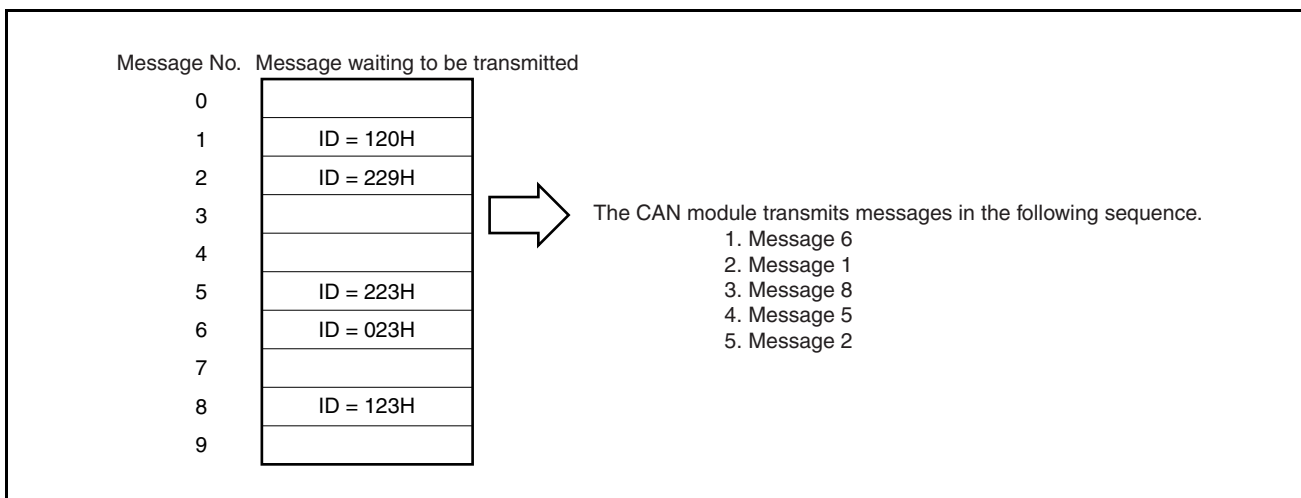 Message No. Message waiting to be transmitted
0
1 ID = 120H
2 ID = 229H
3
4
5 ID = 223H
6 ID = 023H
7
8 ID = 123H
9
The CAN module transmits messages in the following sequence.
1. Message 6
2. Message 1
3. Message 8
4. Message 5
5. Message 2